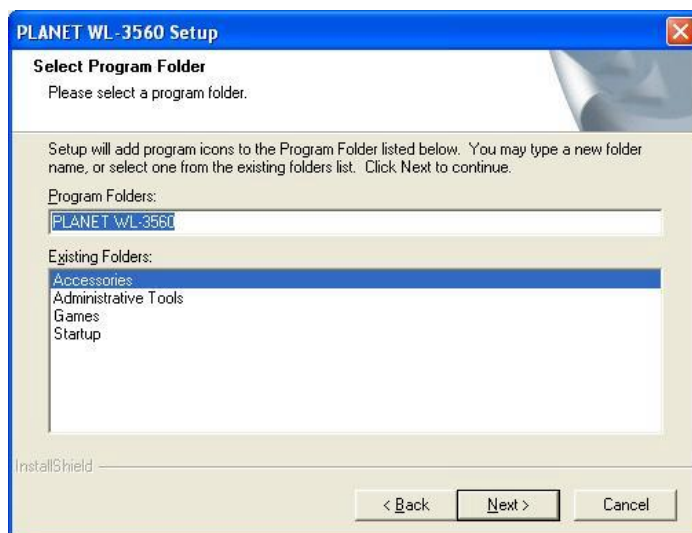 PLANET WL-3560 Setup
Select Program Folder
Please select a program folder.
Setup will add program icons to the Program Folder listed below. You may type a new folder
name, or select one from the existing folders list. Click Next to continue.
Program Folders:
PLANET WL-3560
Existing Folders:
Accessories
Administrative Tools
Games
Startup
InstallShield
< Back Next > Cancel